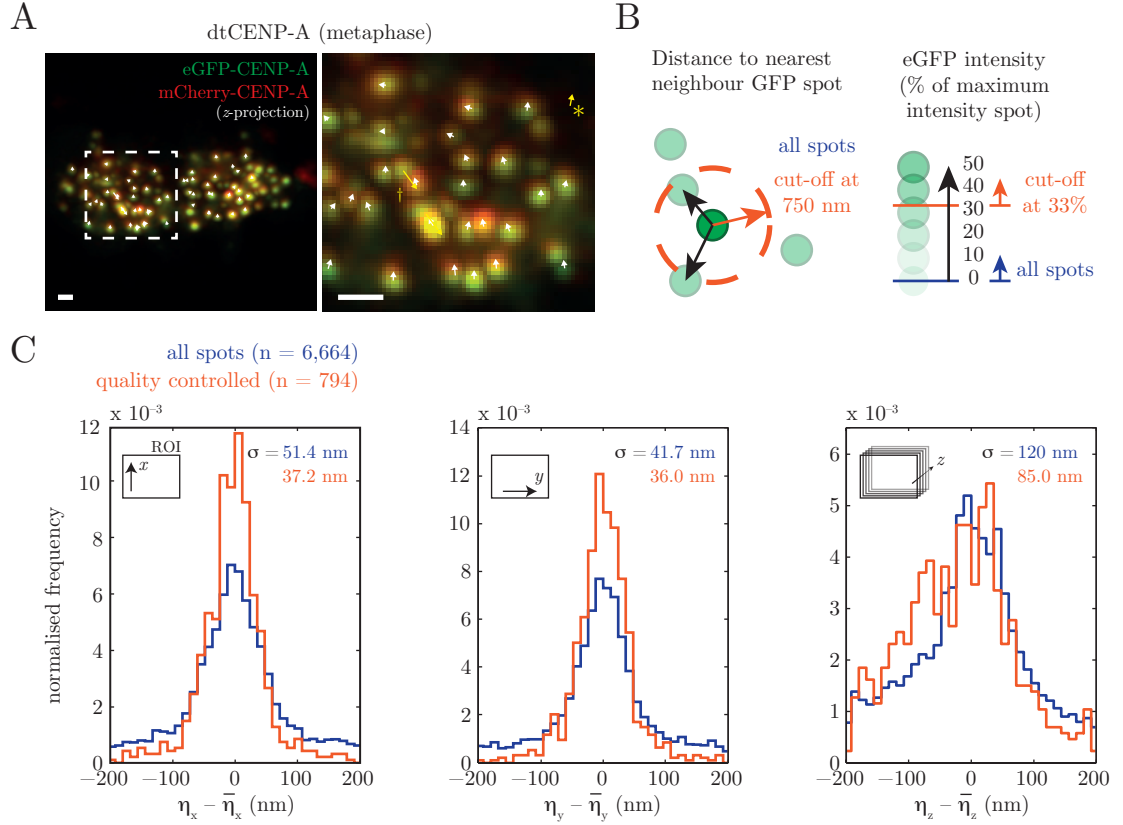 A
dtCENP-A (metaphase)
eGFP-CENP-A
mCherry-CENP-A
(z-projection)
*
†
B
Distance to nearest
neighbour GFP spot
all spots
cut-off at
750 nm
eGFP intensity
(% of maximum
intensity spot)
50
40
30
20
10
0
cut-off
at 33%
all spots
C
all spots (n = 6,664)
quality controlled (n = 794)
x 10⁻³
12
10
8
6
4
2
0
normalised frequency
ROI
x
σ = 51.4 nm
37.2 nm
−200 −100 0 100 200
ηx – η̅x (nm)
x 10⁻³
14
12
10
8
6
4
2
0
y
σ = 41.7 nm
36.0 nm
−200 −100 0 100 200
ηy – η̅y (nm)
x 10⁻³
6
5
4
3
2
1
0
z
σ = 120 nm
85.0 nm
−200 −100 0 100 200
ηz – η̅z (nm)